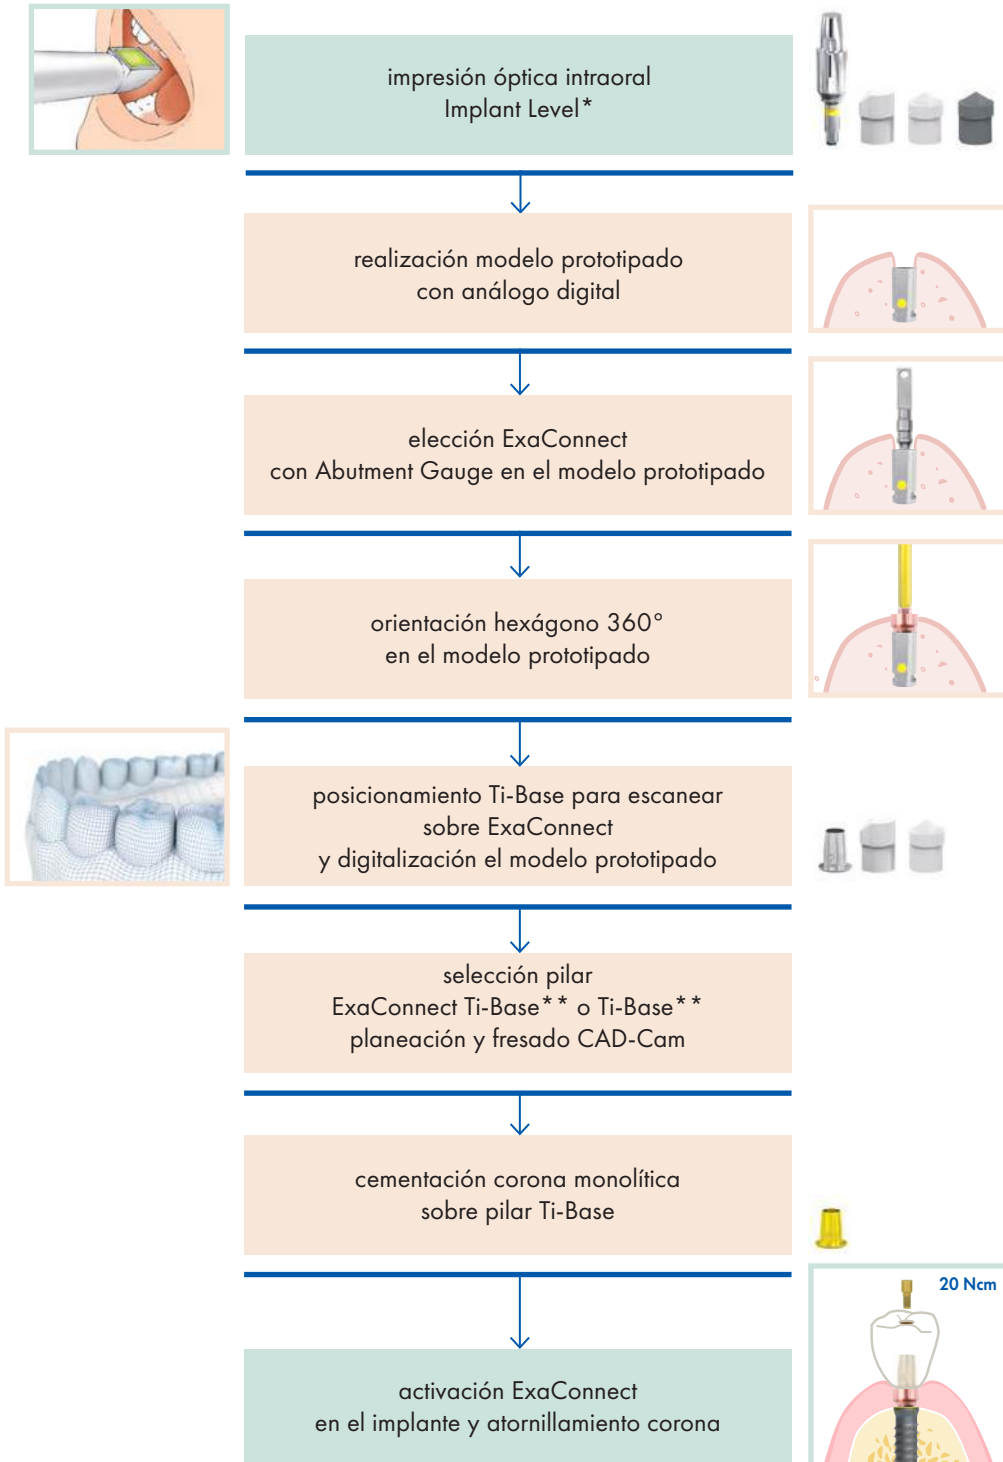 impresión óptica intraoral
Implant Level*
realización modelo prototipado
con análogo digital
elección ExaConnect
con Abutment Gauge en el modelo prototipado
orientación hexágono 360°
en el modelo prototipado
posicionamiento Ti-Base para escanear
sobre ExaConnect
y digitalización el modelo prototipado
selección pilar
ExaConnect Ti-Base** o Ti-Base**
planeación y fresado CAD-Cam
cementación corona monolítica
sobre pilar Ti-Base
20 Ncm
activación ExaConnect
en el implante y atornillamiento corona